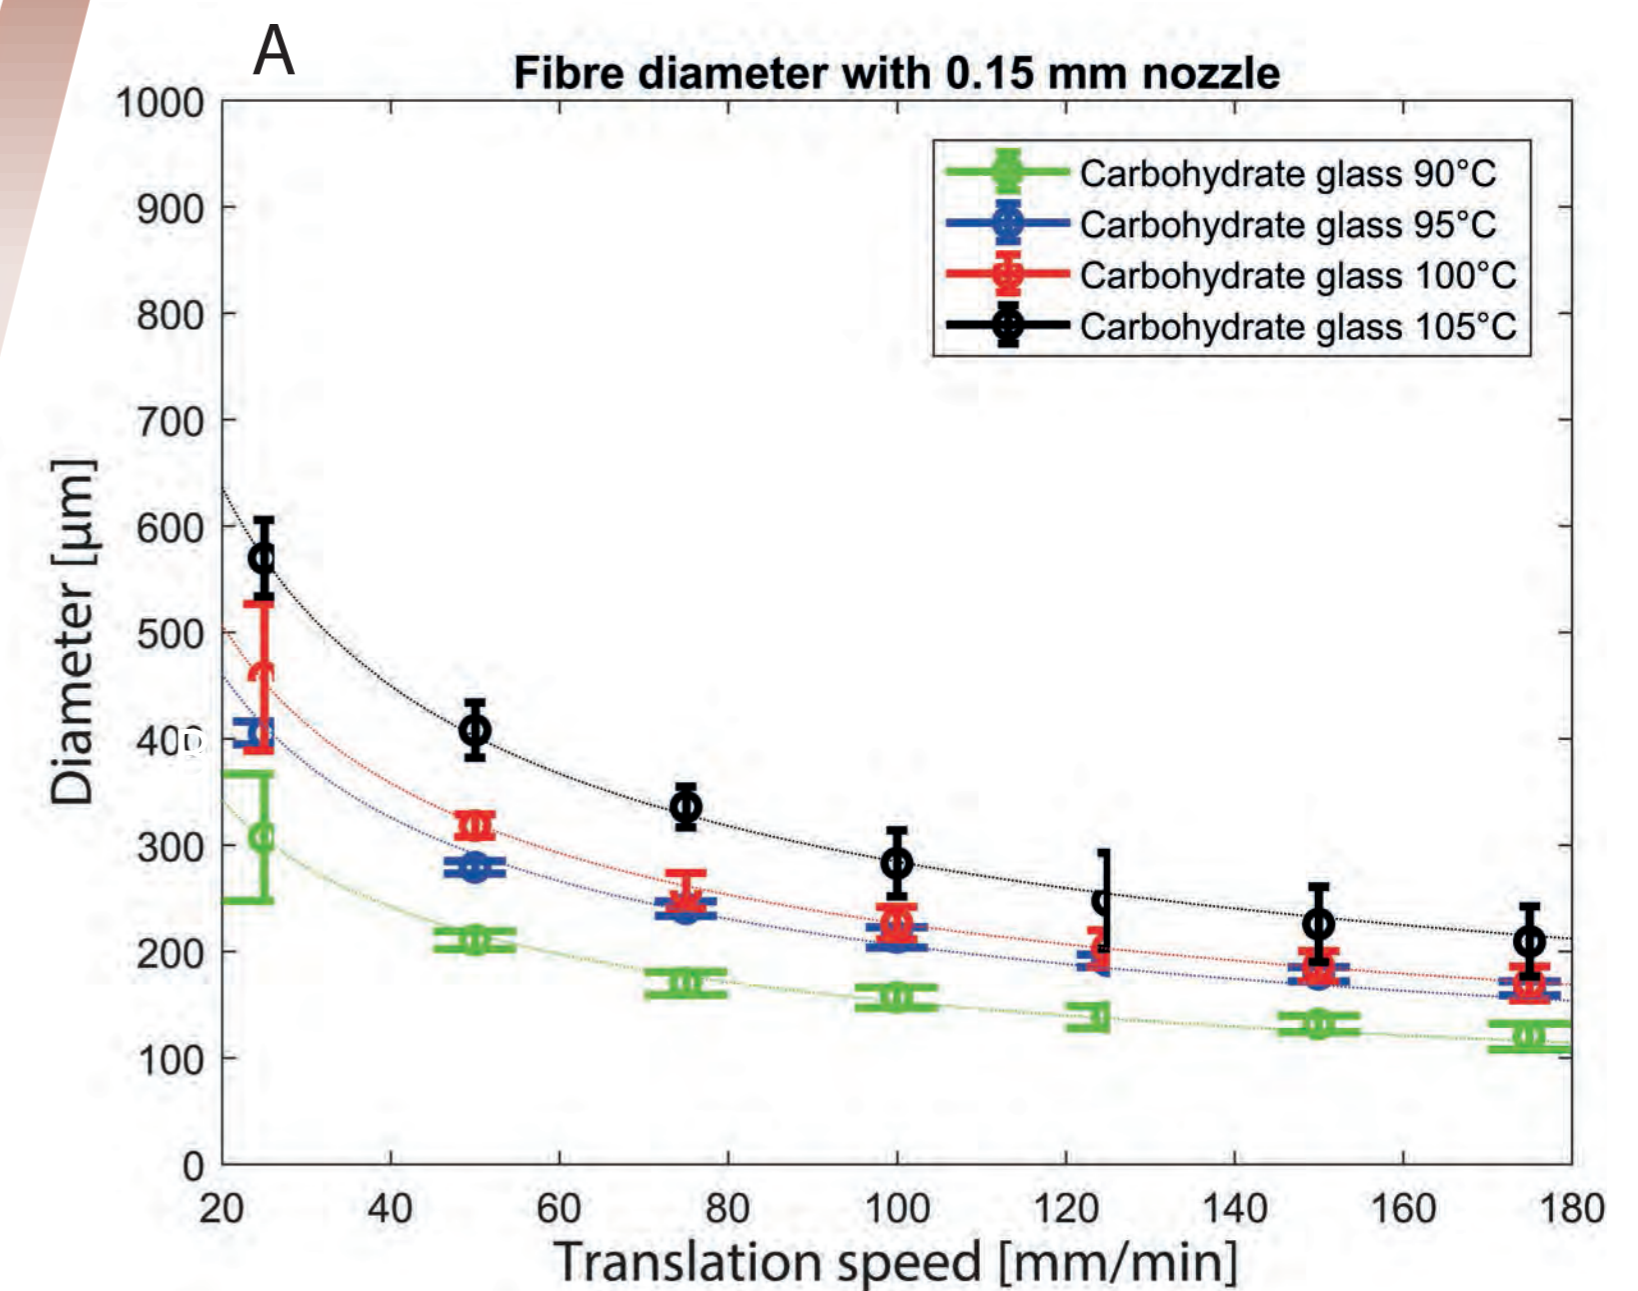 A
Fibre diameter with 0.15 mm nozzle
1000
900
800
700
600
500
400
300
200
100
0
Diameter [µm]
Carbohydrate glass 90°C
Carbohydrate glass 95°C
Carbohydrate glass 100°C
Carbohydrate glass 105°C
20 40 60 80 100 120 140 160 180
Translation speed [mm/min]